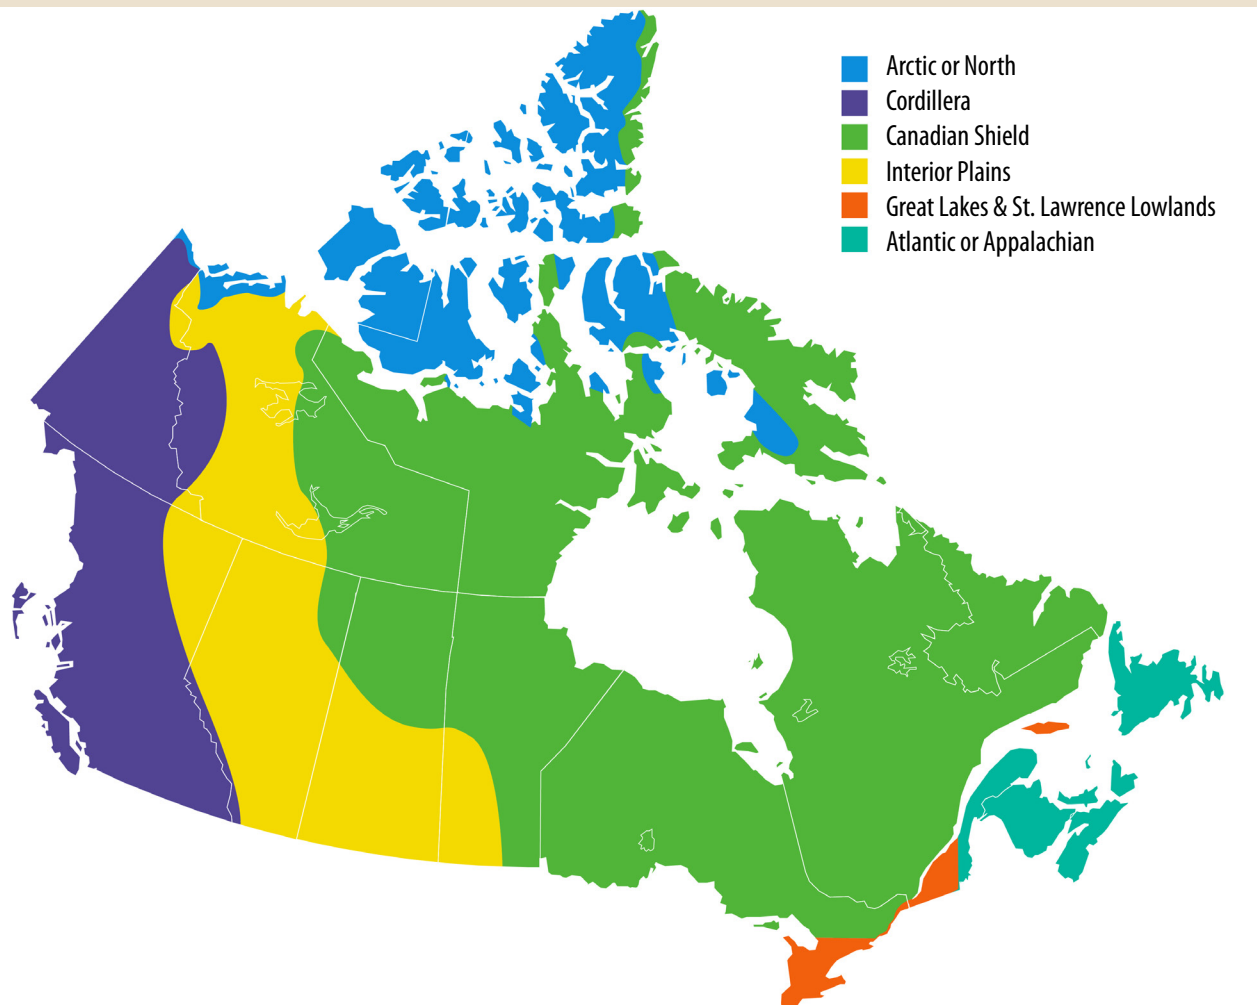 Arctic or North
Cordillera
Canadian Shield
Interior Plains
Great Lakes & St. Lawrence Lowlands
Atlantic or Appalachian